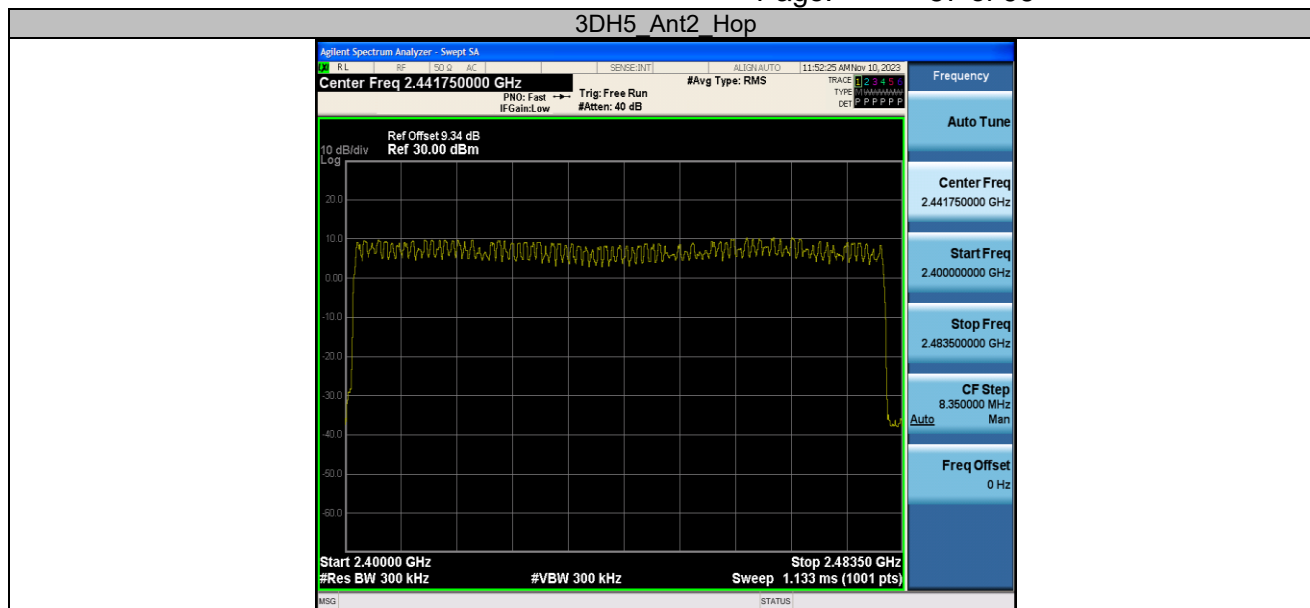 3DH5_Ant2_Hop
Agilent Spectrum Analyzer - Swept SA
RL RF 50 Ω AC SENSE:INT ALIGN AUTO 11:52:25 AM Nov 10, 2023
Center Freq 2.441750000 GHz
PNO: Fast
IFGain:Low
Trig: Free Run
#Atten: 40 dB
#Avg Type: RMS
TRACE 1 2 3 4 5 6
TYPE M
DET P P P P P P
Ref Offset 9.34 dB
10 dB/div Ref 30.00 dBm
Log
20.0
10.0
0.00
-10.0
-20.0
-30.0
-40.0
-50.0
-60.0
Start 2.40000 GHz Stop 2.48350 GHz
#Res BW 300 kHz #VBW 300 kHz Sweep 1.133 ms (1001 pts)
MSG STATUS
Frequency
Auto Tune
Center Freq
2.441750000 GHz
Start Freq
2.400000000 GHz
Stop Freq
2.483500000 GHz
CF Step
8.350000 MHz
Auto Man
Freq Offset
0 Hz